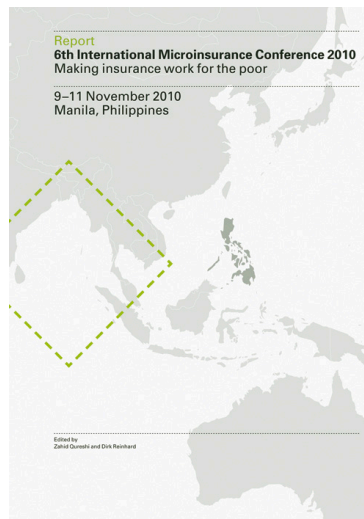 Report
6th International Microinsurance Conference 2010
Making insurance work for the poor
9–11 November 2010
Manila, Philippines
Edited by
Zahid Qureshi and Dirk Reinhard